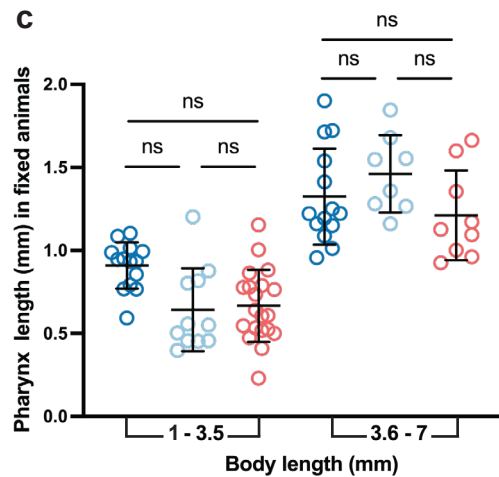 c
ns
ns ns
ns
ns ns
Pharynx length (mm) in fixed animals
2.0
1.5
1.0
0.5
0.0
1 - 3.5 3.6 - 7
Body length (mm)